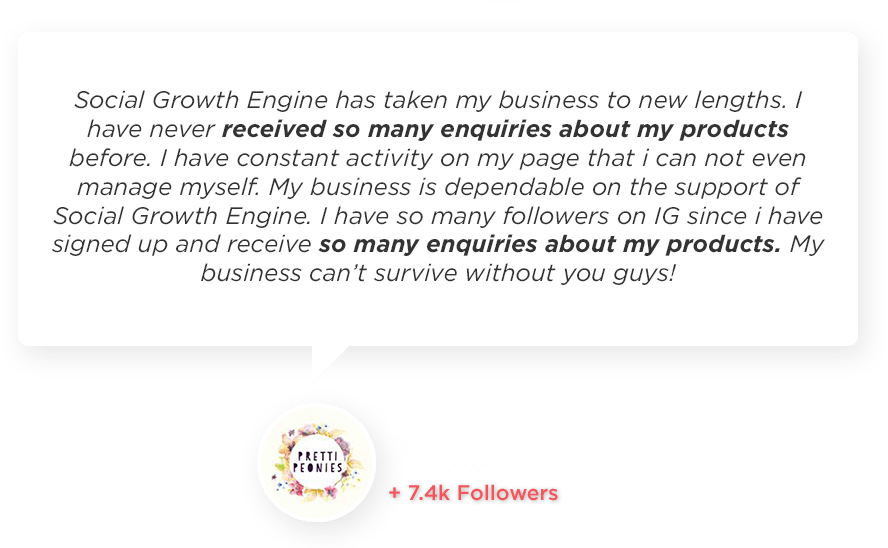 Social Growth Engine has taken my business to new lengths. I
have never received so many enquiries about my products
before. I have constant activity on my page that i can not even
manage myself. My business is dependable on the support of
Social Growth Engine. I have so many followers on IG since i have
signed up and receive so many enquiries about my products. My
business can’t survive without you guys!
PRETTI
PEONIES
+ 7.4k Followers